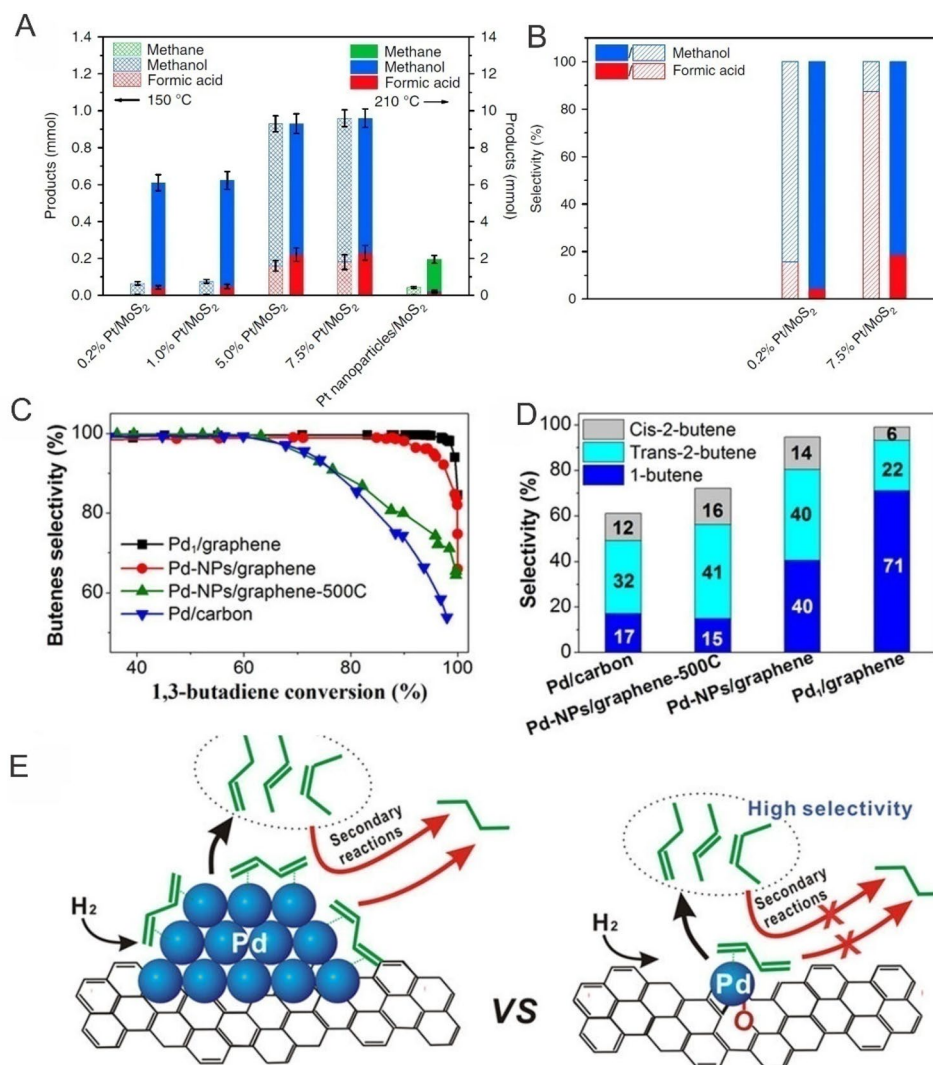 A
Products (mmol)
1.4
1.2
1.0
0.8
0.6
0.4
0.2
0.0
Methane
Methanol
Formic acid
150 °C
Methane
Methanol
Formic acid
210 °C
14
12
10
8
6
4
2
0
Products (mmol)
0.2% Pt/MoS2
1.0% Pt/MoS2
5.0% Pt/MoS2
7.5% Pt/MoS2
Pt nanoparticles/MoS2
B
Selectivity (%)
100
80
60
40
20
0
/ Methanol
/ Formic acid
0.2% Pt/MoS2
7.5% Pt/MoS2
C
Butenes selectivity (%)
100
80
60
Pd1/graphene
Pd-NPs/graphene
Pd-NPs/graphene-500C
Pd/carbon
40 60 80 100
1,3-butadiene conversion (%)
D
Selectivity (%)
100
80
60
40
20
0
Cis-2-butene
Trans-2-butene
1-butene
12
32
17
16
41
15
14
40
40
6
22
71
Pd/carbon
Pd-NPs/graphene-500C
Pd-NPs/graphene
Pd1/graphene
E
Secondary
reactions
H2
Pd
VS
High selectivity
Secondary
reactions
H2
Pd
O